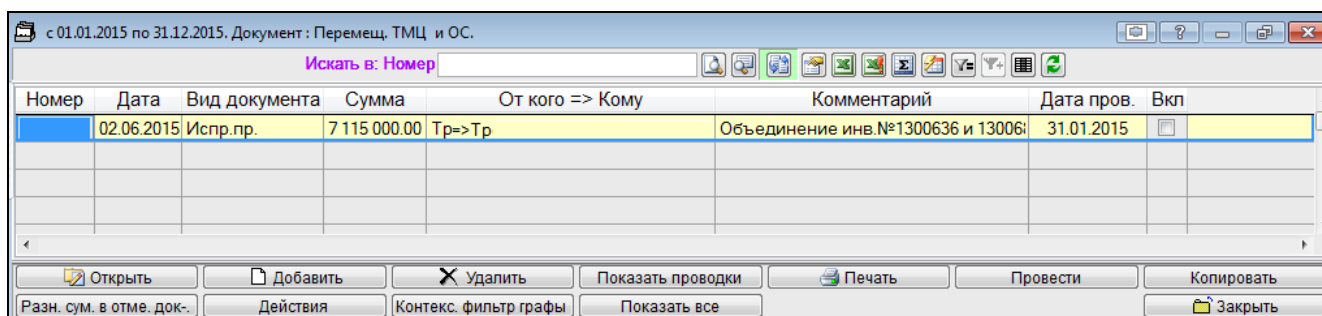 с 01.01.2015 по 31.12.2015. Документ : Перемещ. ТМЦ и ОС.
Искать в: Номер
Номер Дата Вид документа Сумма От кого => Кому Комментарий Дата пров. Вкл
02.06.2015 Испр.пр. 7 115 000.00 Тр=>Тр Объединение инв.№1300636 и 13006 31.01.2015
Открыть Добавить Удалить Показать проводки Печать Провести Копировать
Разн. сум. в отме. док-. Действия Контекс. фильтр графы Показать все Закрыть